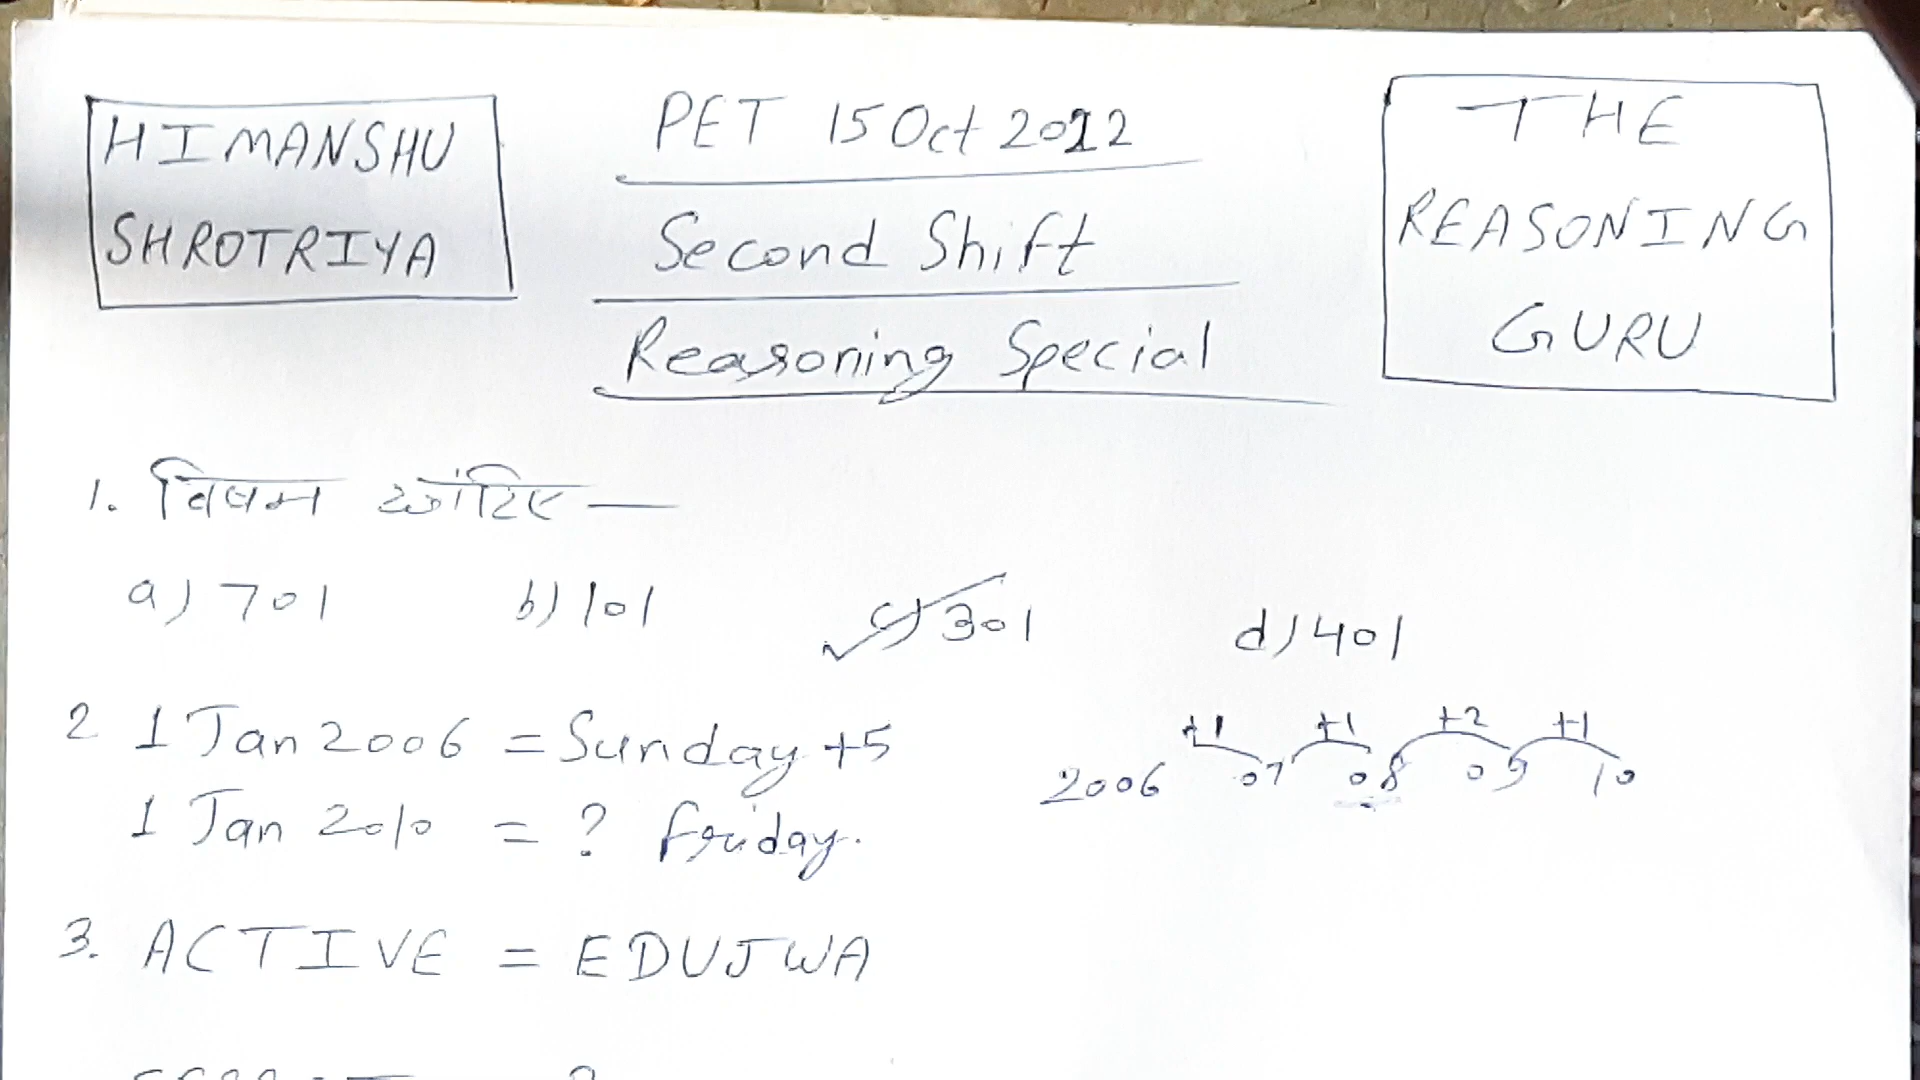 HIMANSHU
SHROTRIYA
PET 15 Oct 2022
Second Shift
Reasoning Special
THE
REASONING
GURU
1. विषम छांटिए —
a) 701 b) 101 c) 301 d) 401
2 1 Jan 2006 = Sunday +5
1 Jan 2010 = ? Friday.
+1 +1 +2 +1
2006 07 08 09 10
3. ACTIVE = EDUJWA